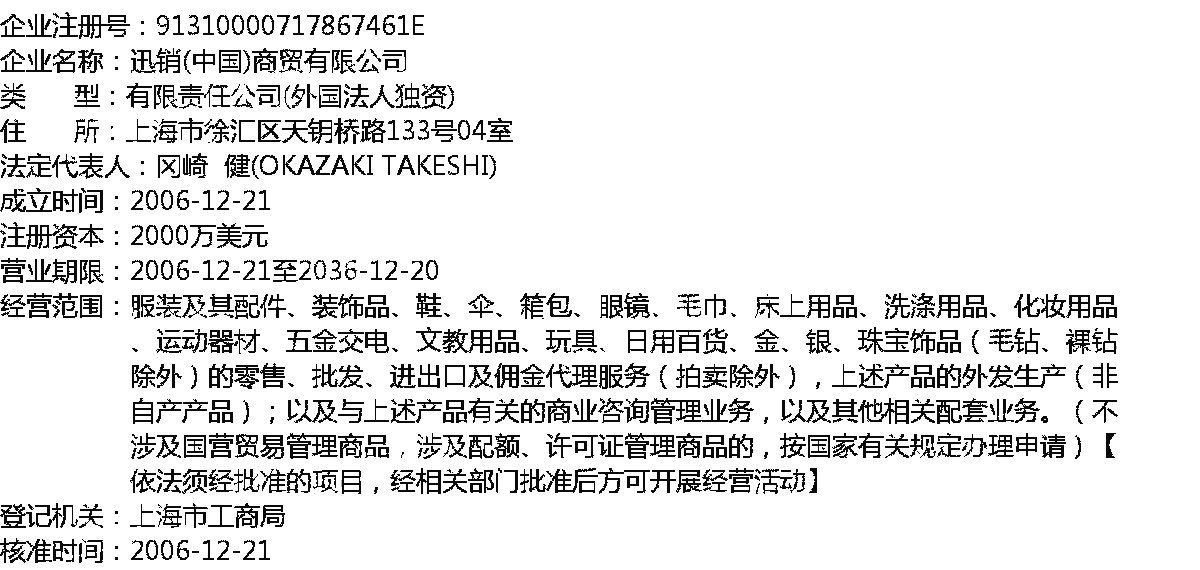 企业注册号：91310000717867461E
企业名称：迅销(中国)商贸有限公司
类　　型：有限责任公司(外国法人独资)
住　　所：上海市徐汇区天钥桥路133号04室
法定代表人：冈崎  健(OKAZAKI TAKESHI)
成立时间：2006-12-21
注册资本：2000万美元
营业期限：2006-12-21至2036-12-20
经营范围：服装及其配件、装饰品、鞋、伞、箱包、眼镜、毛巾、床上用品、洗涤用品、化妆用品
、运动器材、五金交电、文教用品、玩具、日用百货、金、银、珠宝饰品（毛钻、裸钻
除外）的零售、批发、进出口及佣金代理服务（拍卖除外），上述产品的外发生产（非
自产产品）；以及与上述产品有关的商业咨询管理业务，以及其他相关配套业务。（不
涉及国营贸易管理商品，涉及配额、许可证管理商品的，按国家有关规定办理申请）【
依法须经批准的项目，经相关部门批准后方可开展经营活动】
登记机关：上海市工商局
核准时间：2006-12-21